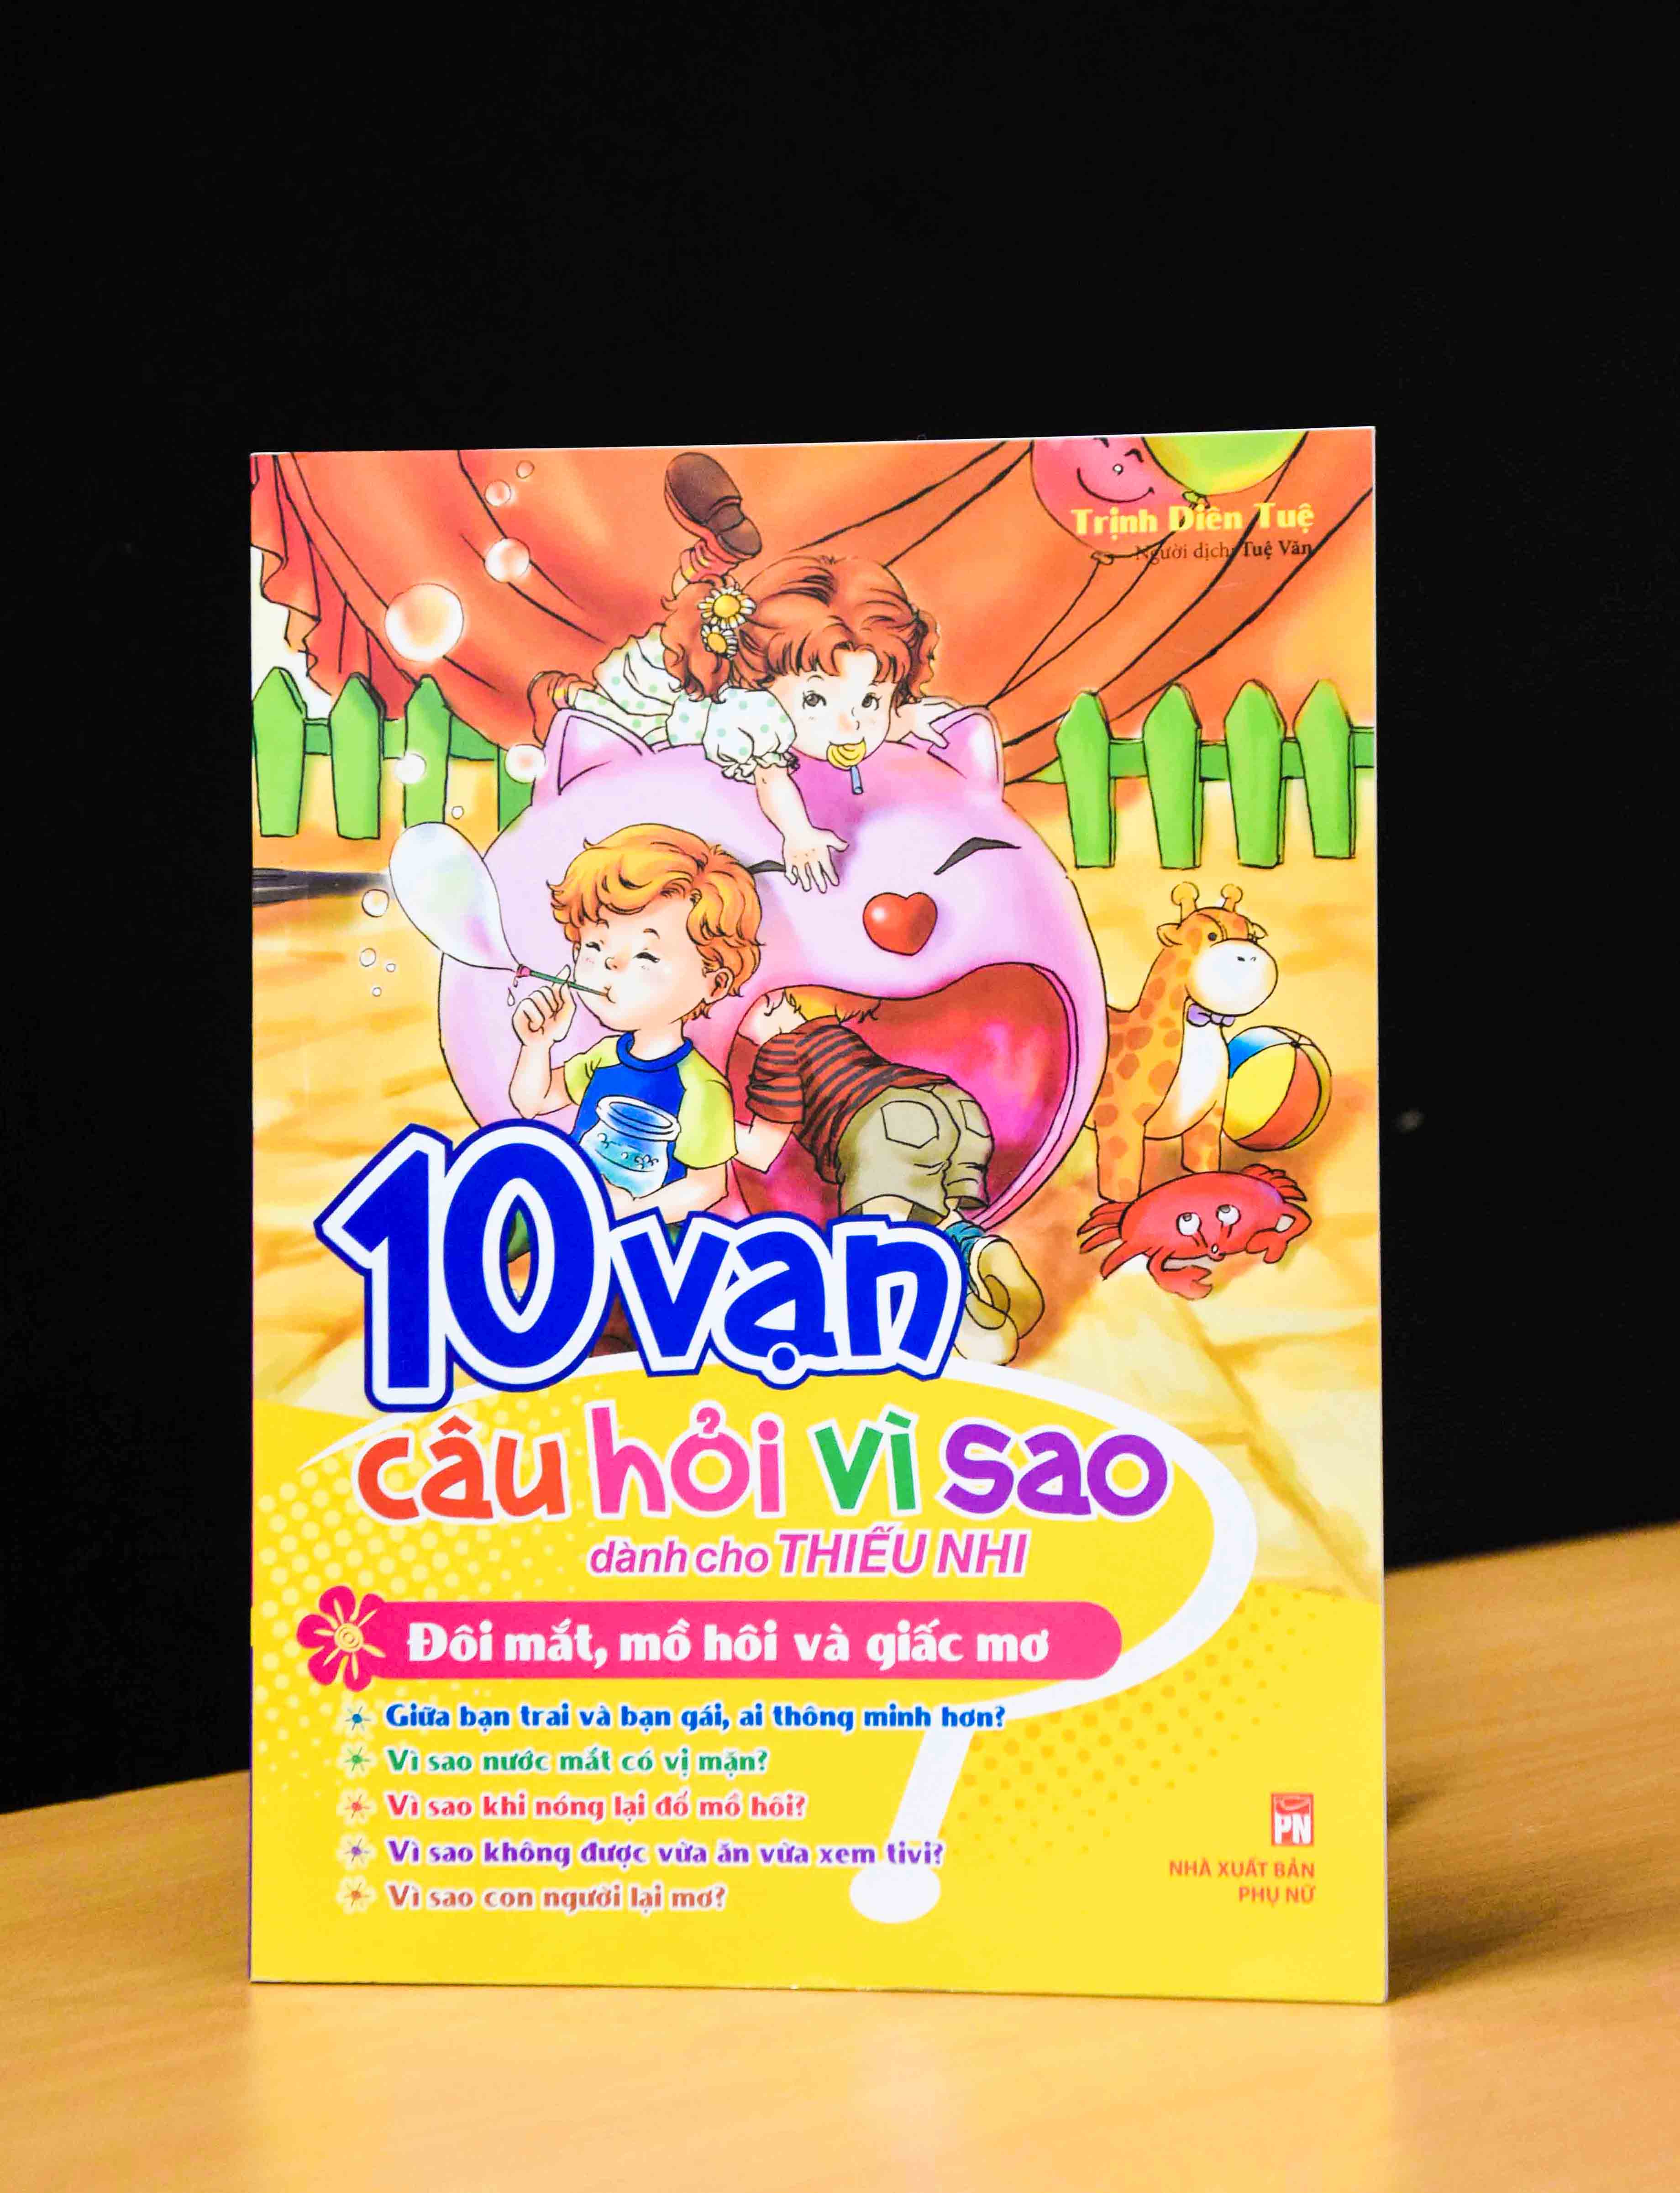 Trịnh Diên Tuệ
Người dịch: Tuệ Văn
10 vạn
câu hỏi vì sao
dành cho THIẾU NHI
Đôi mắt, mồ hôi và giấc mơ
Giữa bạn trai và bạn gái, ai thông minh hơn?
Vì sao nước mắt có vị mặn?
Vì sao khi nóng lại đổ mồ hôi?
Vì sao không được vừa ăn vừa xem tivi?
Vì sao con người lại mơ?
PN
NHÀ XUẤT BẢN
PHỤ NỮ